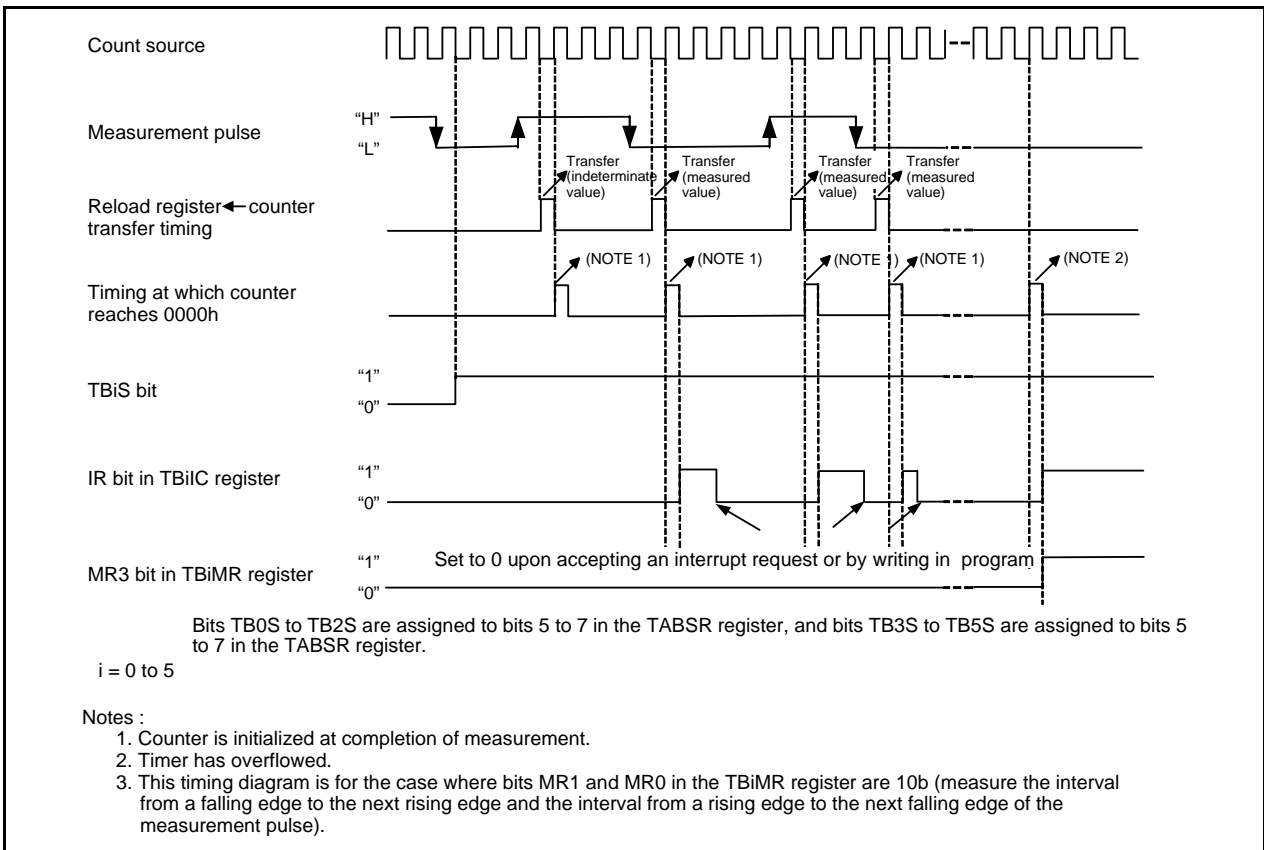 Count source
Measurement pulse
“H”
“L”
Transfer
(indeterminate
value)
Transfer
(measured
value)
Transfer
(measured
value)
Transfer
(measured
value)
Reload register ← counter
transfer timing
(NOTE 1)
(NOTE 1)
(NOTE 1)
(NOTE 1)
(NOTE 2)
Timing at which counter
reaches 0000h
TBiS bit
“1”
“0”
IR bit in TBiIC register
“1”
“0”
Set to 0 upon accepting an interrupt request or by writing in program
MR3 bit in TBiMR register
“1”
“0”
Bits TB0S to TB2S are assigned to bits 5 to 7 in the TABSR register, and bits TB3S to TB5S are assigned to bits 5
to 7 in the TABSR register.
i = 0 to 5
Notes :
1. Counter is initialized at completion of measurement.
2. Timer has overflowed.
3. This timing diagram is for the case where bits MR1 and MR0 in the TBiMR register are 10b (measure the interval
from a falling edge to the next rising edge and the interval from a rising edge to the next falling edge of the
measurement pulse).